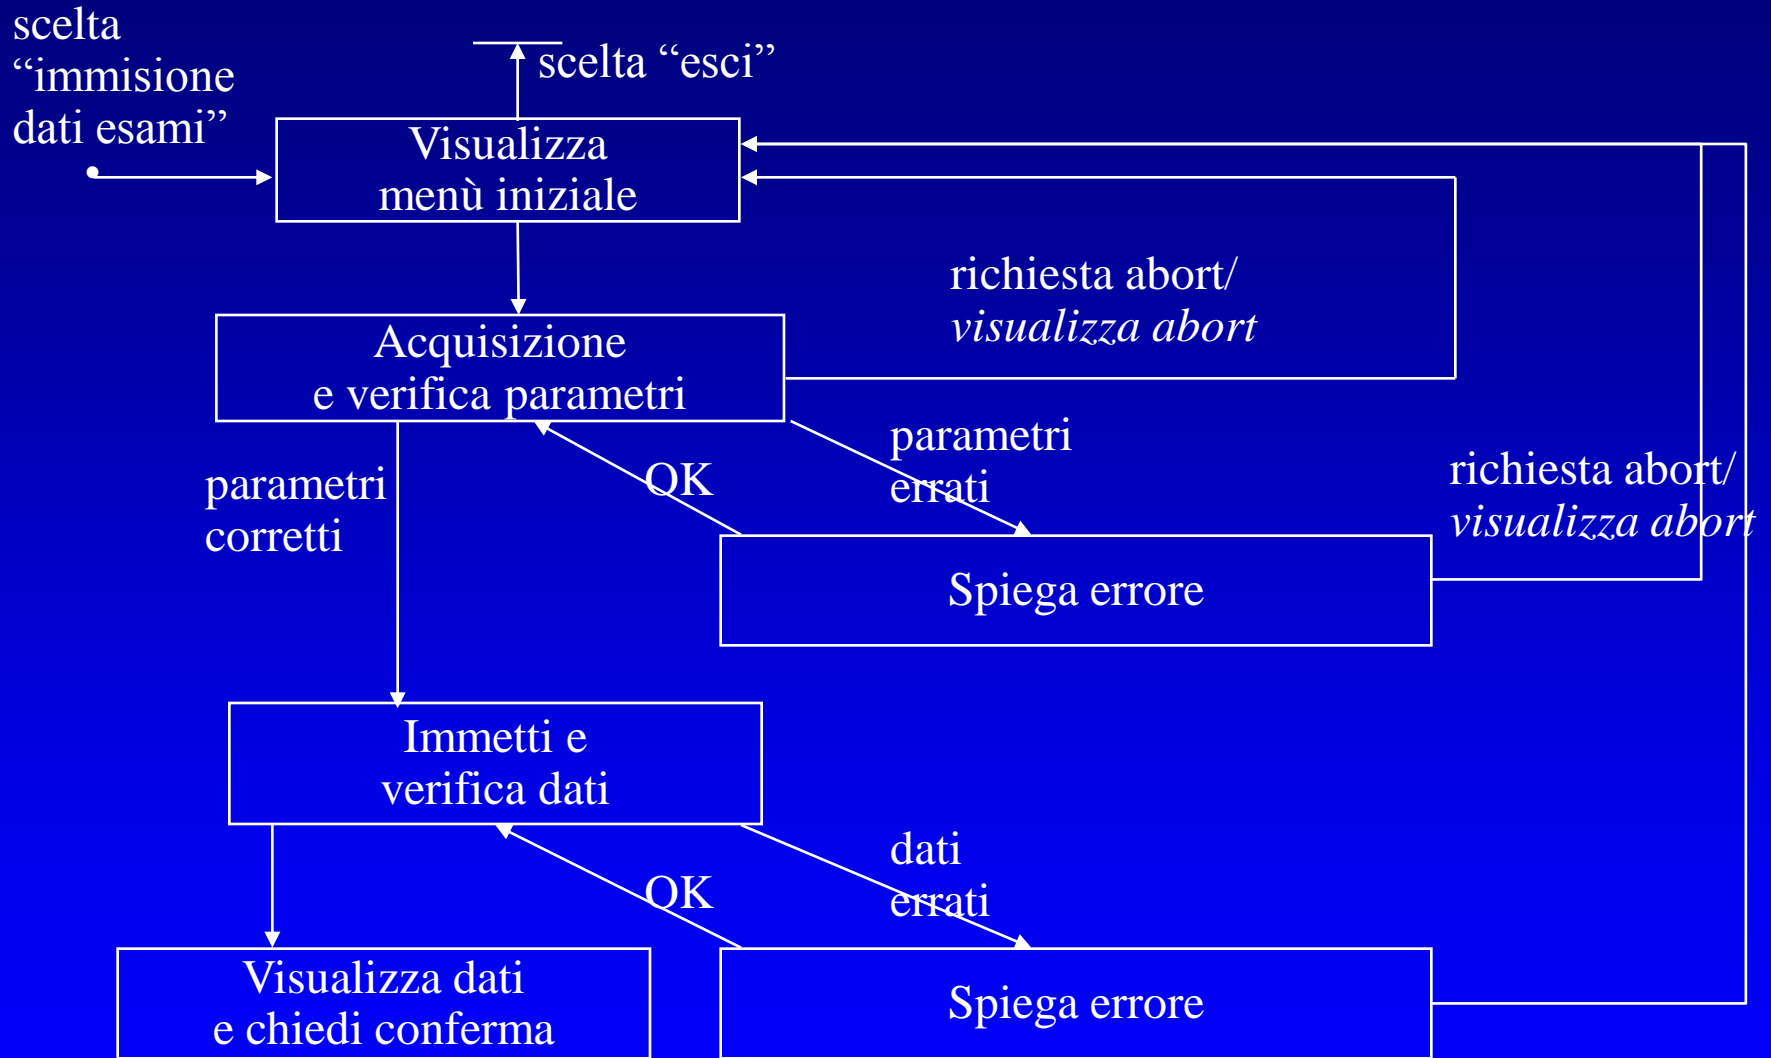 scelta
“immisione
dati esami”
scelta “esci”
Visualizza
menù iniziale
richiesta abort/
visualizza abort
Acquisizione
e verifica parametri
parametri
errati
OK
parametri
corretti
richiesta abort/
visualizza abort
Spiega errore
Immetti e
verifica dati
dati
errati
OK
Visualizza dati
e chiedi conferma
Spiega errore